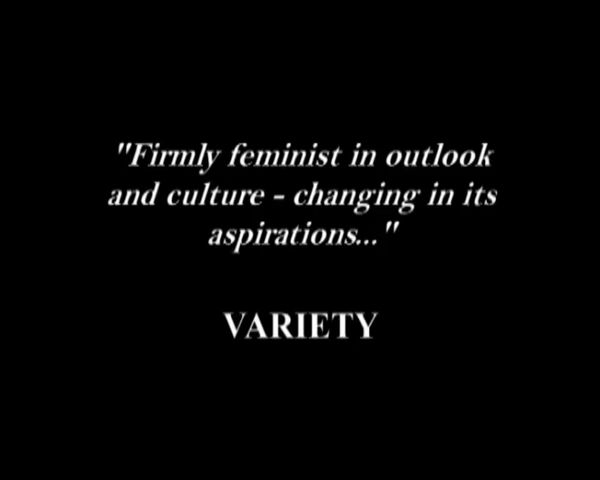 "Firmly feminist in outlook
and culture - changing in its
aspirations..."
VARIETY